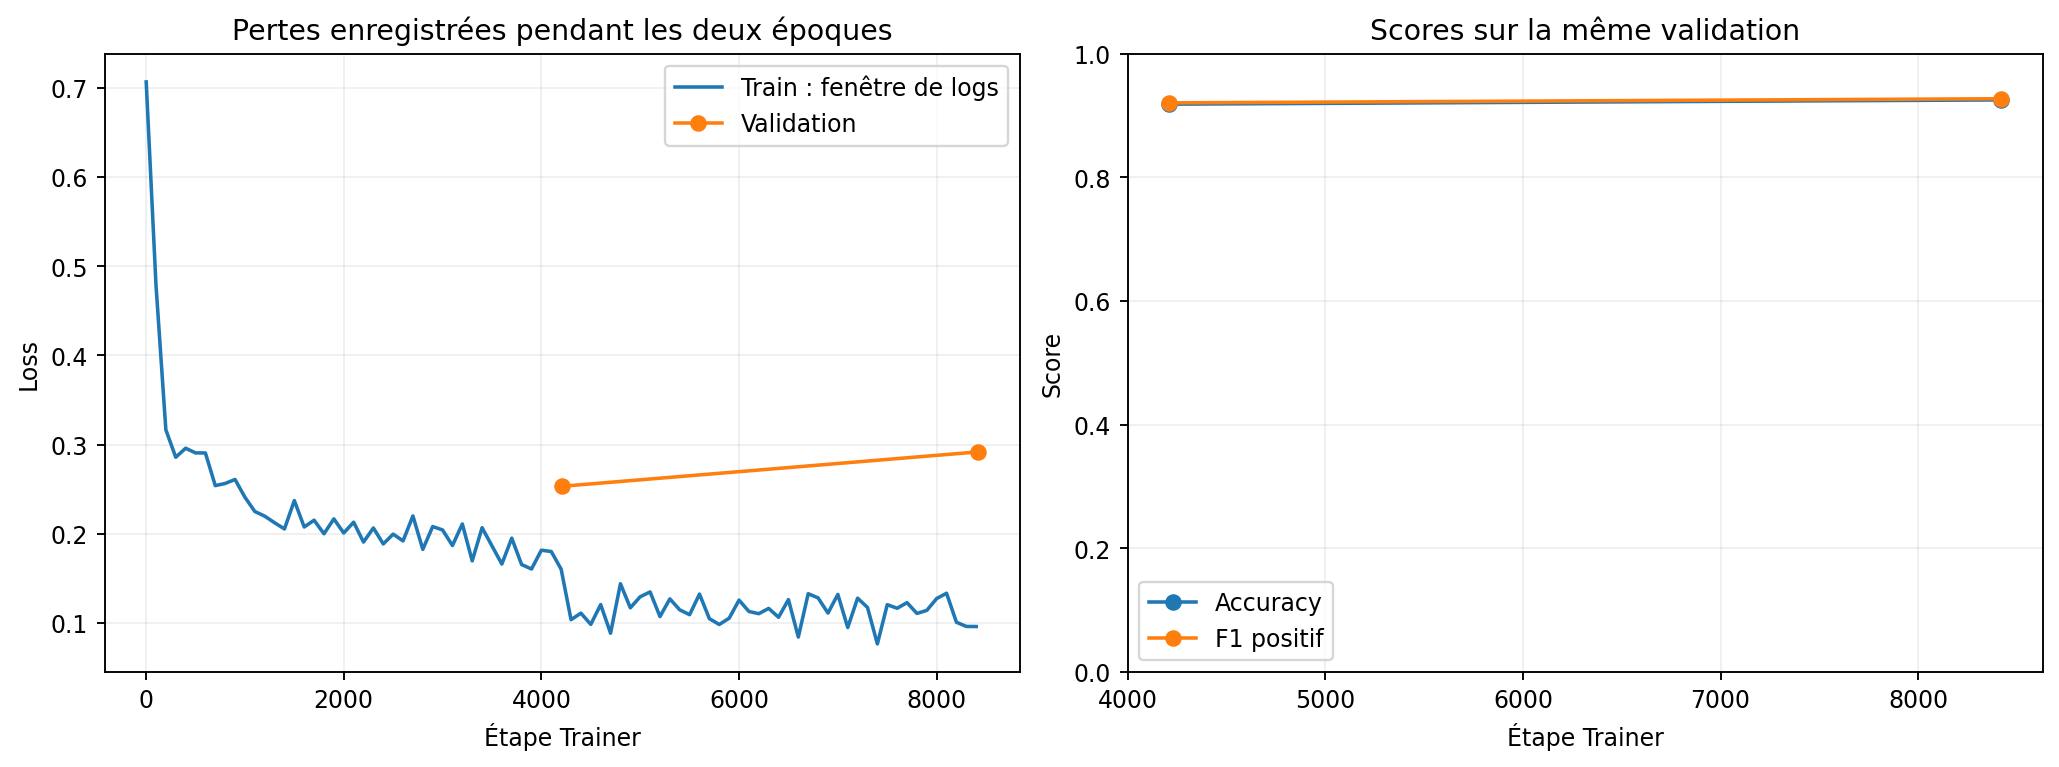 Pertes enregistrées pendant les deux époques
0.7
0.6
0.5
0.4
0.3
0.2
0.1
Loss
0 2000 4000 6000 8000
Étape Trainer
Train : fenêtre de logs
Validation
Scores sur la même validation
1.0
0.8
0.6
0.4
0.2
0.0
Score
4000 5000 6000 7000 8000
Étape Trainer
Accuracy
F1 positif